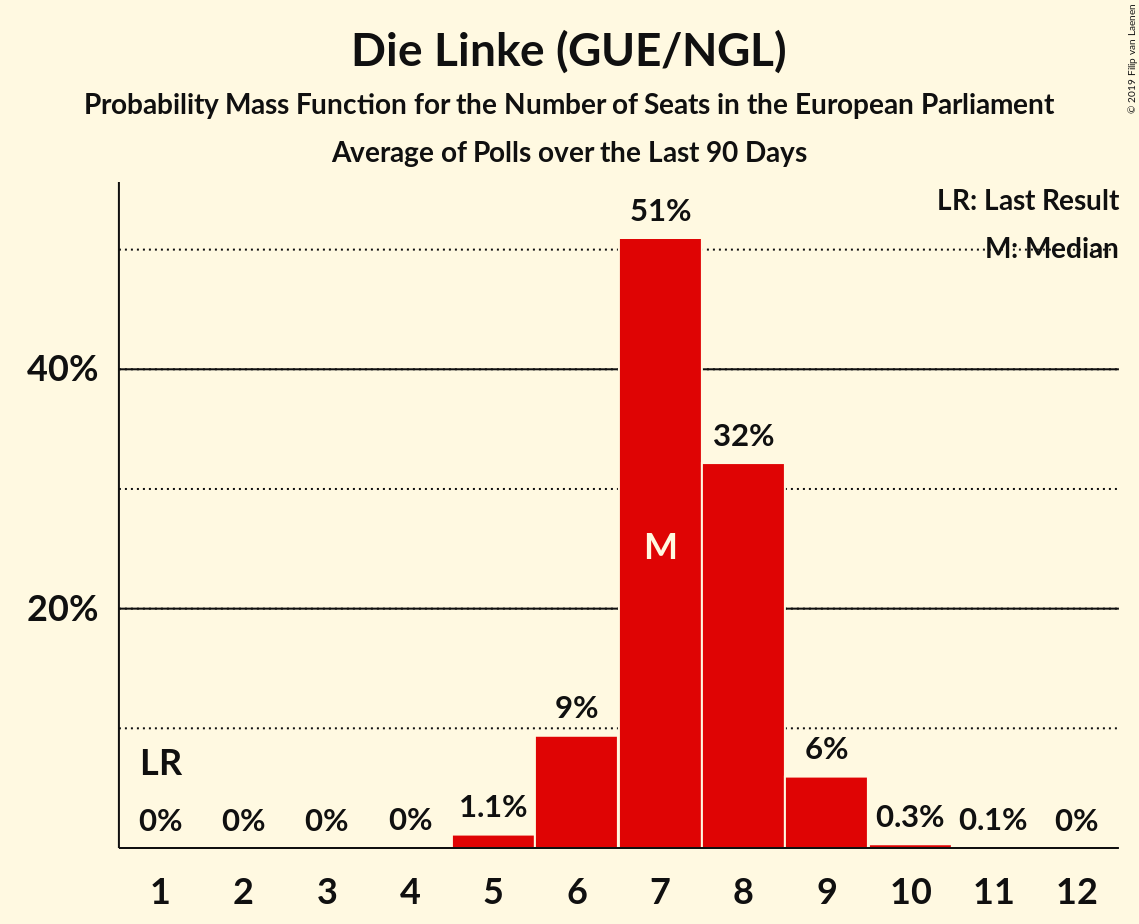 Die Linke (GUE/NGL)
Probability Mass Function for the Number of Seats in the European Parliament
Average of Polls over the Last 90 Days
© 2019 Filip van Laenen
LR: Last Result
M: Median
51%
40%
32%
M
20%
9%
6%
LR
0% 0% 0% 0% 1.1% 0.3% 0.1% 0%
1 2 3 4 5 6 7 8 9 10 11 12